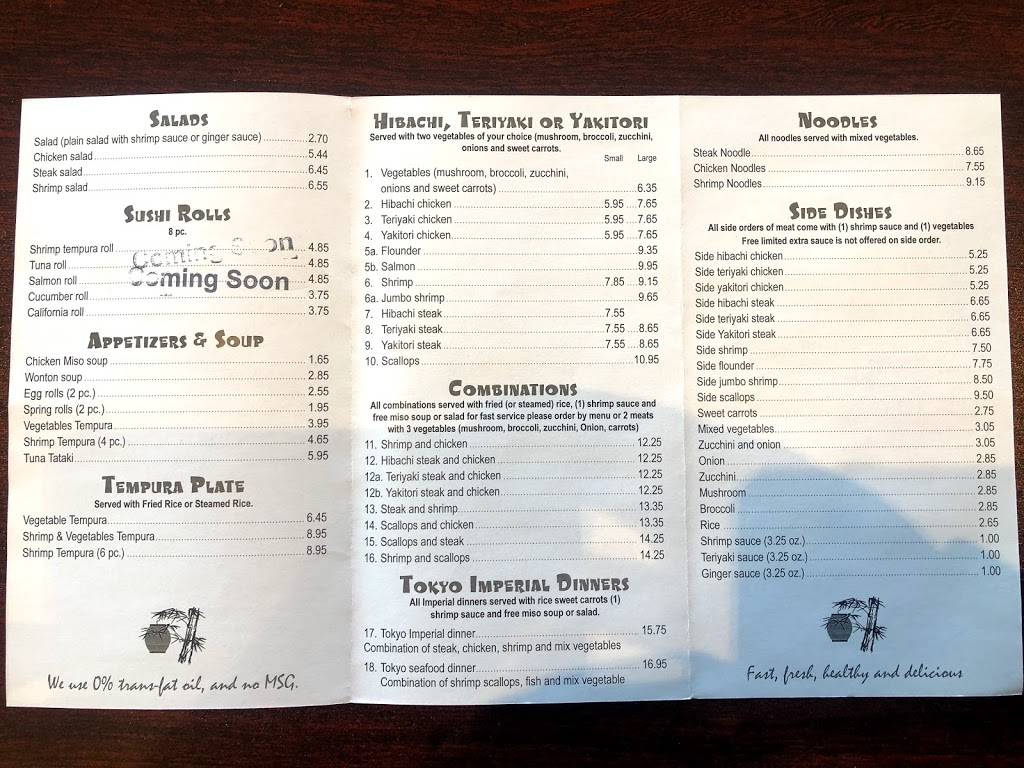 SALADS
Salad (plain salad with shrimp sauce or ginger sauce) 2.70
Chicken salad 5.44
Steak salad 6.45
Shrimp salad 6.55
SUSHI ROLLS
8 pc.
Shrimp tempura roll 4.85
Tuna roll 4.85
Salmon roll 4.85
Cucumber roll 3.75
California roll 3.75
Coming Soon
Coming Soon
APPETIZERS & SOUP
Chicken Miso soup 1.65
Wonton soup 2.85
Egg rolls (2 pc.) 2.55
Spring rolls (2 pc.) 1.95
Vegetables Tempura 3.95
Shrimp Tempura (4 pc.) 4.65
Tuna Tataki 5.95
TEMPURA PLATE
Served with Fried Rice or Steamed Rice.
Vegetable Tempura 6.45
Shrimp & Vegetables Tempura 8.95
Shrimp Tempura (6 pc.) 8.95
We use 0% trans-fat oil, and no MSG.
HIBACHI, TERIYAKI OR YAKITORI
Served with two vegetables of your choice (mushroom, broccoli, zucchini,
onions and sweet carrots.
Small Large
1. Vegetables (mushroom, broccoli, zucchini,
onions and sweet carrots) 6.35
2. Hibachi chicken 5.95 7.65
3. Teriyaki chicken 5.95 7.65
4. Yakitori chicken 5.95 7.65
5a. Flounder 9.35
5b. Salmon 9.95
6. Shrimp 7.85 9.15
6a. Jumbo shrimp 9.65
7. Hibachi steak 7.55
8. Teriyaki steak 7.55 8.65
9. Yakitori steak 7.55 8.65
10. Scallops 10.95
COMBINATIONS
All combinations served with fried (or steamed) rice, (1) shrimp sauce and
free miso soup or salad for fast service please order by menu or 2 meats
with 3 vegetables (mushroom, broccoli, zucchini, Onion, carrots)
11. Shrimp and chicken 12.25
12. Hibachi steak and chicken 12.25
12a. Teriyaki steak and chicken 12.25
12b. Yakitori steak and chicken 12.25
13. Steak and shrimp 13.35
14. Scallops and chicken 13.35
15. Scallops and steak 14.25
16. Shrimp and scallops 14.25
TOKYO IMPERIAL DINNERS
All Imperial dinners served with rice sweet carrots (1)
shrimp sauce and free miso soup or salad.
17. Tokyo Imperial dinner 15.75
Combination of steak, chicken, shrimp and mix vegetables
18. Tokyo seafood dinner 16.95
Combination of shrimp scallops, fish and mix vegetable
NOODLES
All noodles served with mixed vegetables.
Steak Noodle 8.65
Chicken Noodles 7.55
Shrimp Noodles 9.15
SIDE DISHES
All side orders of meat come with (1) shrimp sauce and (1) vegetables
Free limited extra sauce is not offered on side order.
Side hibachi chicken 5.25
Side teriyaki chicken 5.25
Side yakitori chicken 5.25
Side hibachi steak 6.65
Side teriyaki steak 6.65
Side Yakitori steak 6.65
Side shrimp 7.50
Side flounder 7.75
Side jumbo shrimp 8.50
Side scallops 9.50
Sweet carrots 2.75
Mixed vegetables 3.05
Zucchini and onion 3.05
Onion 2.85
Zucchini 2.85
Mushroom 2.85
Broccoli 2.85
Rice 2.65
Shrimp sauce (3.25 oz.) 1.00
Teriyaki sauce (3.25 oz.) 1.00
Ginger sauce (3.25 oz.) 1.00
Fast, fresh, healthy and delicious